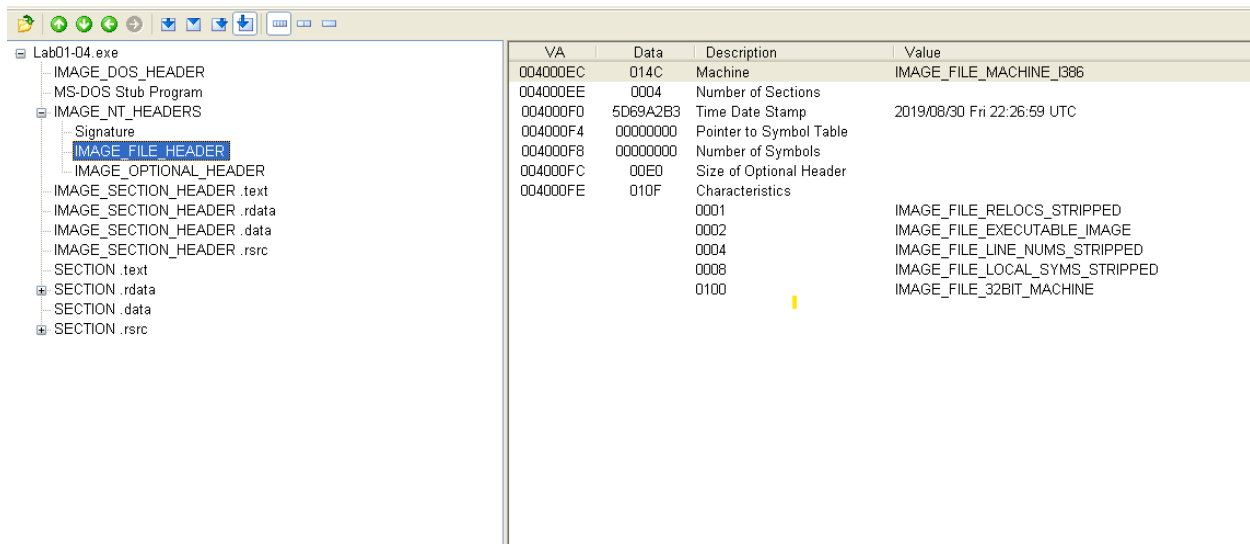 Lab01-04.exe
IMAGE_DOS_HEADER
MS-DOS Stub Program
IMAGE_NT_HEADERS
Signature
IMAGE_FILE_HEADER
IMAGE_OPTIONAL_HEADER
IMAGE_SECTION_HEADER .text
IMAGE_SECTION_HEADER .rdata
IMAGE_SECTION_HEADER .data
IMAGE_SECTION_HEADER .rsrc
SECTION .text
SECTION .rdata
SECTION .data
SECTION .rsrc
VA Data Description Value
004000EC 014C Machine IMAGE_FILE_MACHINE_I386
004000EE 0004 Number of Sections
004000F0 5D69A2B3 Time Date Stamp 2019/08/30 Fri 22:26:59 UTC
004000F4 00000000 Pointer to Symbol Table
004000F8 00000000 Number of Symbols
004000FC 00E0 Size of Optional Header
004000FE 010F Characteristics
0001 IMAGE_FILE_RELOCS_STRIPPED
0002 IMAGE_FILE_EXECUTABLE_IMAGE
0004 IMAGE_FILE_LINE_NUMS_STRIPPED
0008 IMAGE_FILE_LOCAL_SYMS_STRIPPED
0100 IMAGE_FILE_32BIT_MACHINE